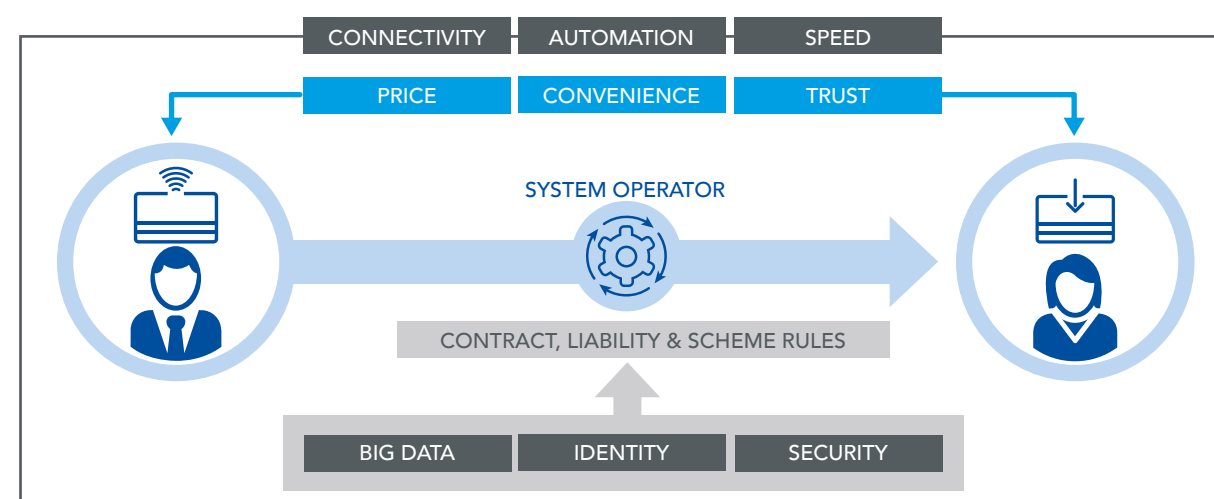 CONNECTIVITY AUTOMATION SPEED
PRICE CONVENIENCE TRUST
SYSTEM OPERATOR
CONTRACT, LIABILITY & SCHEME RULES
BIG DATA IDENTITY SECURITY